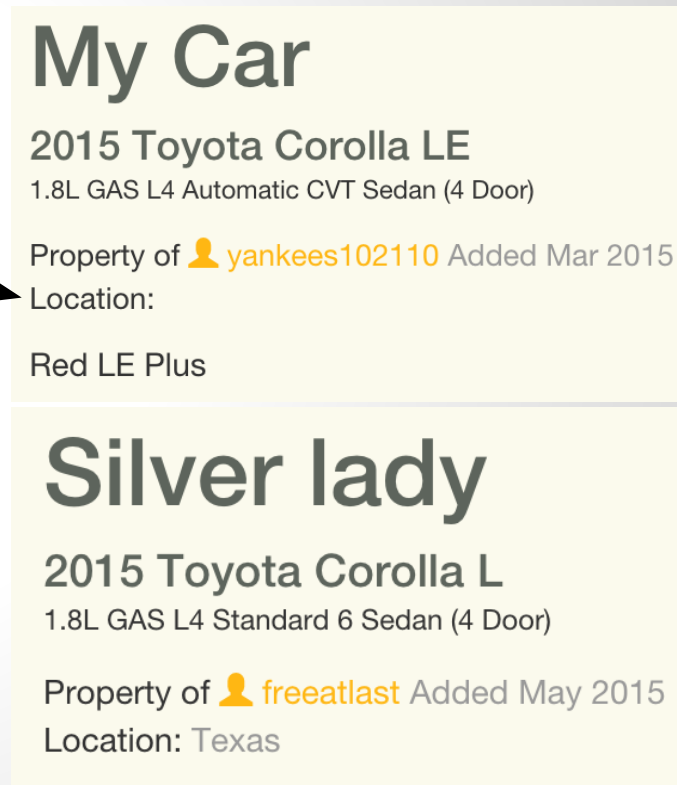 My Car
2015 Toyota Corolla LE
1.8L GAS L4 Automatic CVT Sedan (4 Door)
Property of yankees102110 Added Mar 2015
Location:
Red LE Plus
Silver lady
2015 Toyota Corolla L
1.8L GAS L4 Standard 6 Sedan (4 Door)
Property of freeatlast Added May 2015
Location: Texas